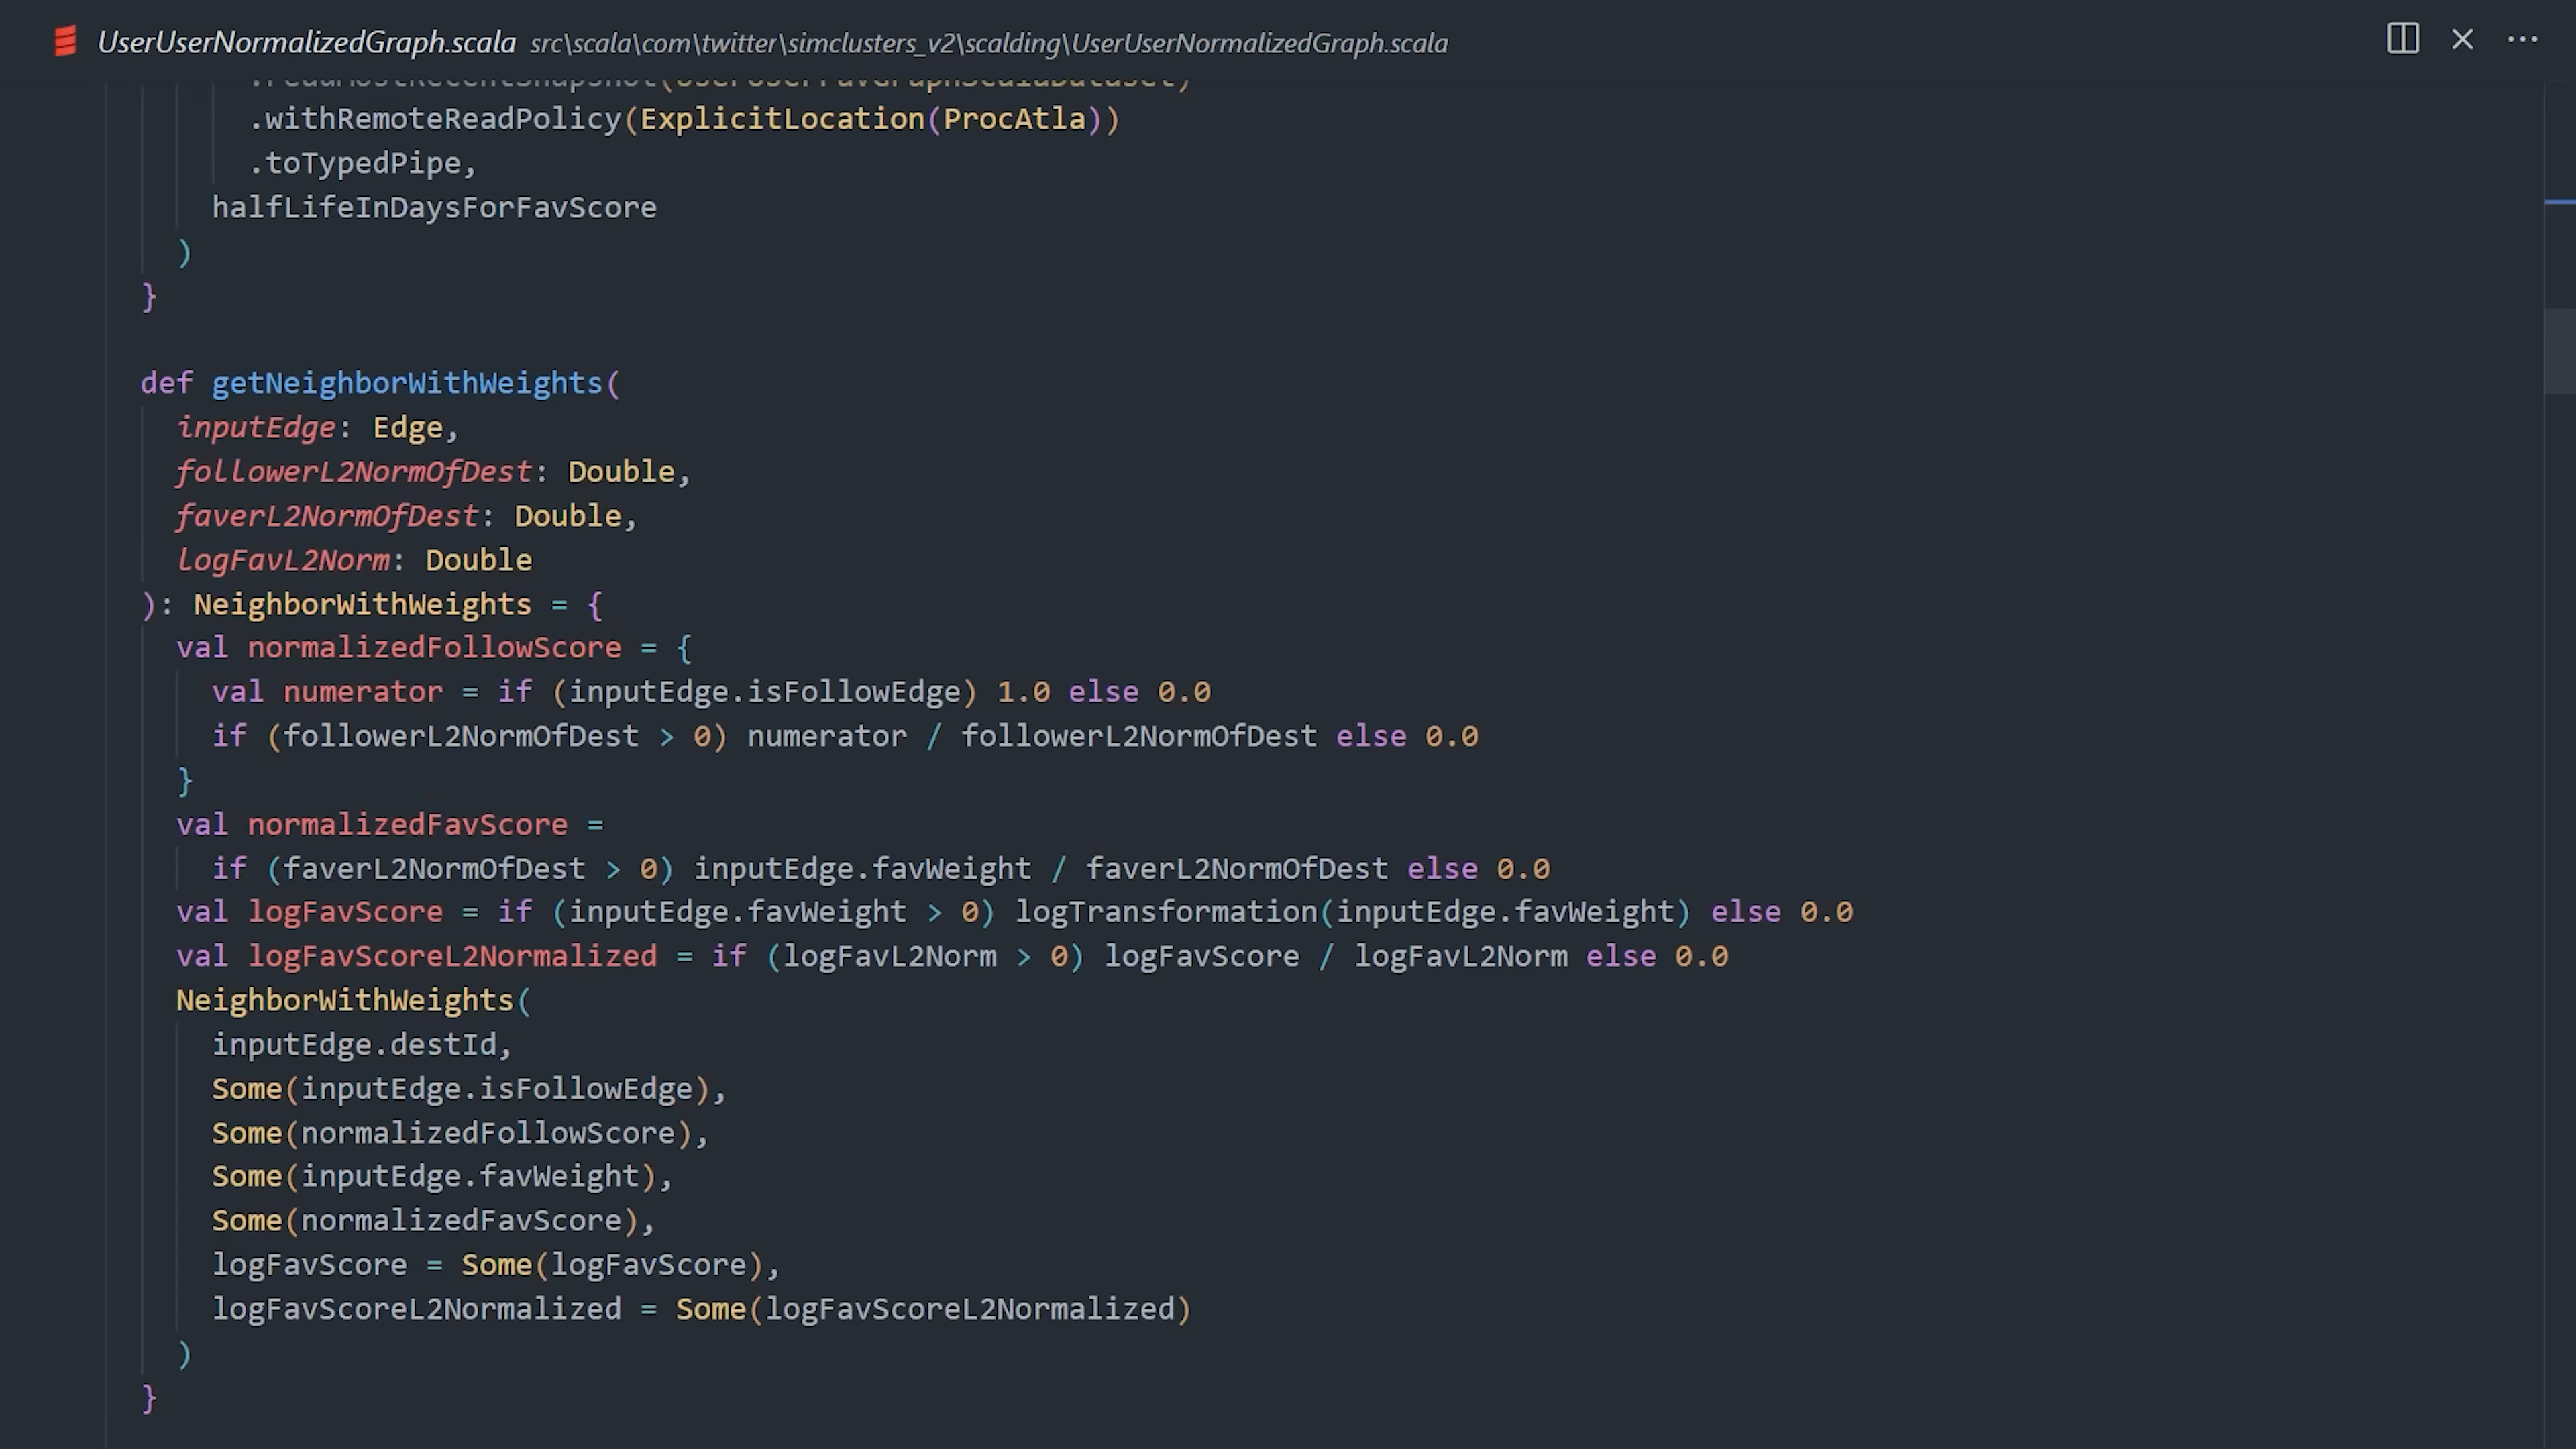 UserUserNormalizedGraph.scala src\scala\com\twitter\simclusters_v2\scalding\UserUserNormalizedGraph.scala
.readMostRecentSnapshot(UserUserFavGraphScalaDataset)
.withRemoteReadPolicy(ExplicitLocation(ProcAtla))
.toTypedPipe,
halfLifeInDaysForFavScore
)
}
def getNeighborWithWeights(
inputEdge: Edge,
followerL2NormOfDest: Double,
faverL2NormOfDest: Double,
logFavL2Norm: Double
): NeighborWithWeights = {
val normalizedFollowScore = {
val numerator = if (inputEdge.isFollowEdge) 1.0 else 0.0
if (followerL2NormOfDest > 0) numerator / followerL2NormOfDest else 0.0
}
val normalizedFavScore =
if (faverL2NormOfDest > 0) inputEdge.favWeight / faverL2NormOfDest else 0.0
val logFavScore = if (inputEdge.favWeight > 0) logTransformation(inputEdge.favWeight) else 0.0
val logFavScoreL2Normalized = if (logFavL2Norm > 0) logFavScore / logFavL2Norm else 0.0
NeighborWithWeights(
inputEdge.destId,
Some(inputEdge.isFollowEdge),
Some(normalizedFollowScore),
Some(inputEdge.favWeight),
Some(normalizedFavScore),
logFavScore = Some(logFavScore),
logFavScoreL2Normalized = Some(logFavScoreL2Normalized)
)
}